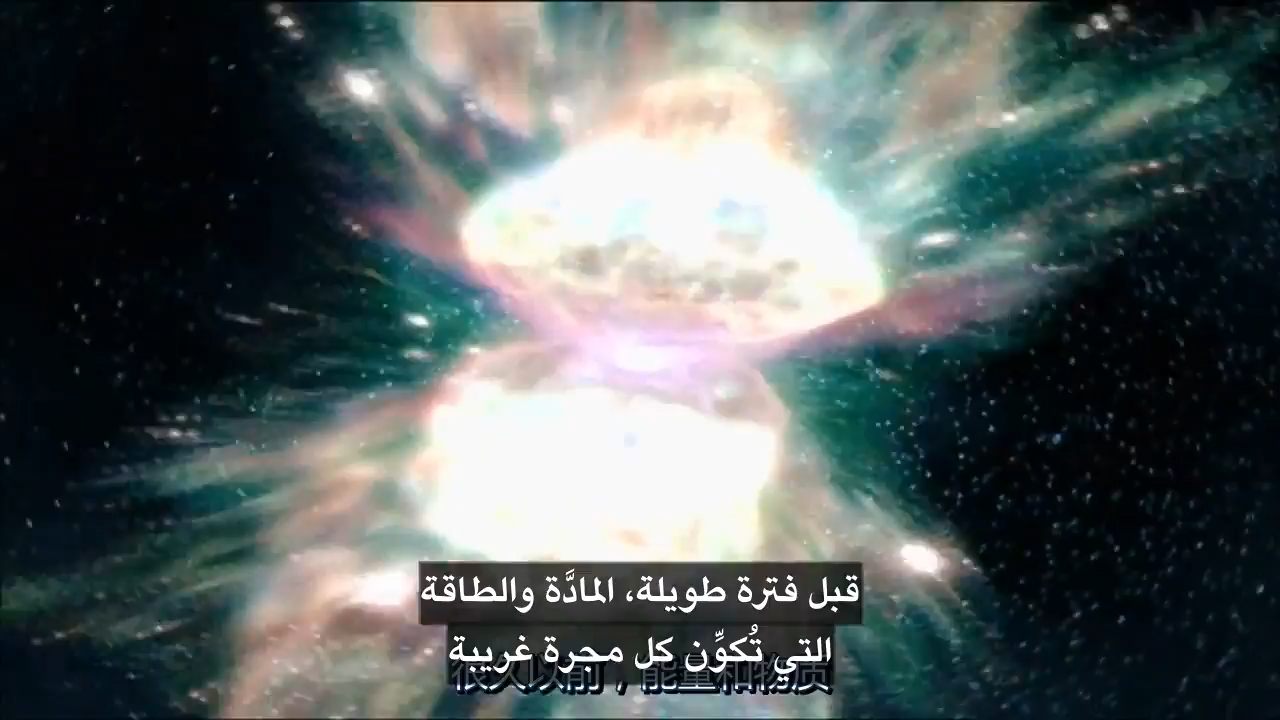 قبل فترة طويلة، المادَّة والطاقة
التي تُكوِّن كل مجرة غريبة
很久以前，能量和物质